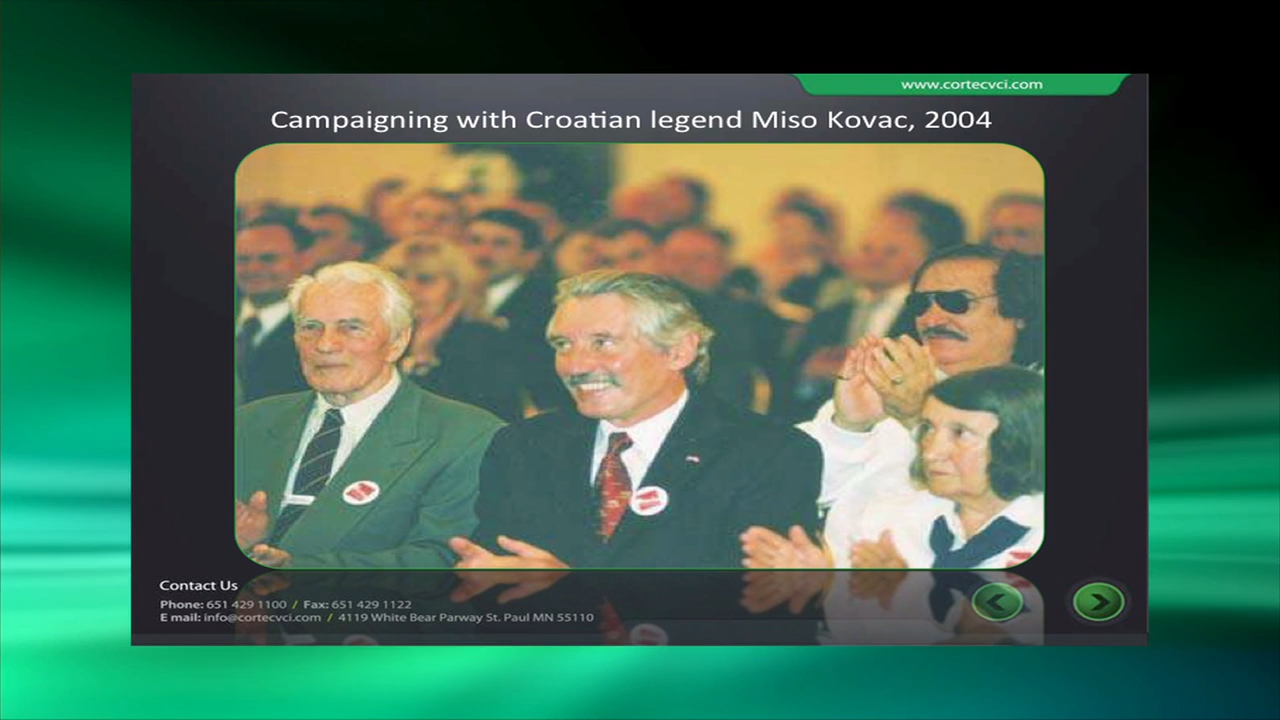 www.cortecvci.com
Campaigning with Croatian legend Miso Kovac, 2004
Contact Us
Phone: 651 429 1100 / Fax: 651 429 1122
E mail: info@cortecvci.com / 4119 White Bear Parway St. Paul MN 55110